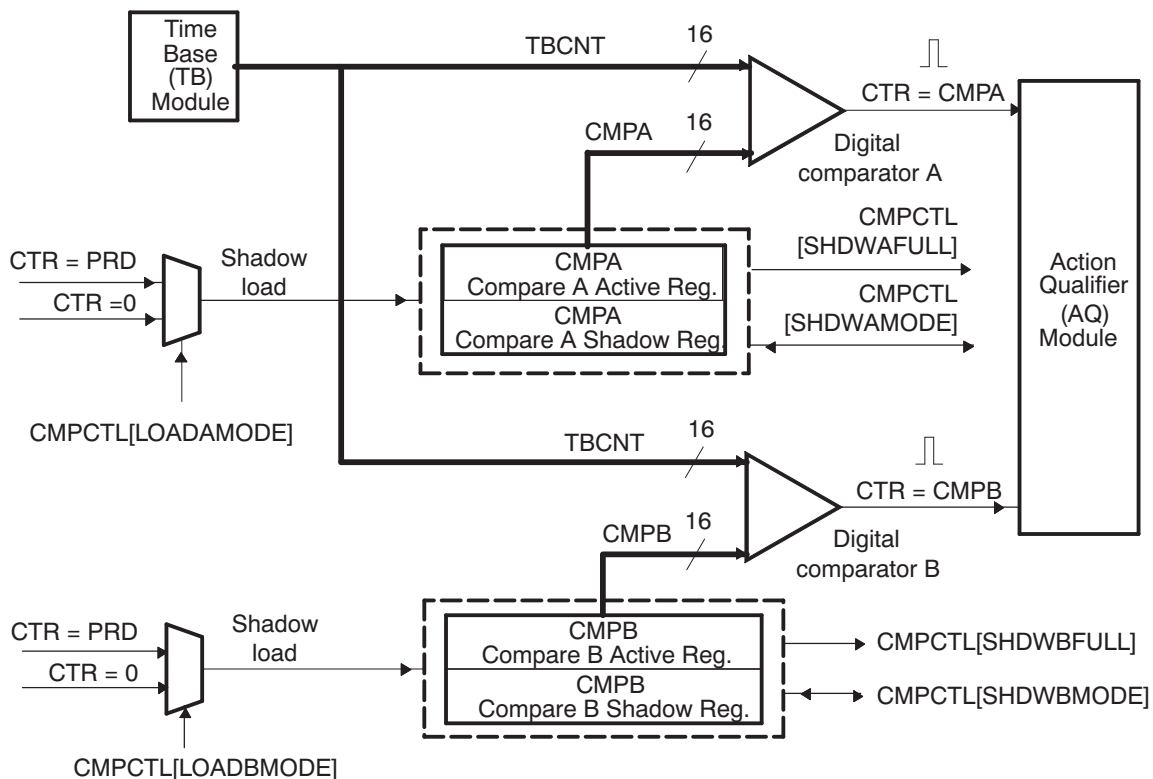 Time
Base
(TB)
Module
TBCNT
16
CTR = CMPA
CMPA
16
Digital
comparator A
CTR = PRD
CTR =0
Shadow
load
CMPA
Compare A Active Reg.
CMPA
Compare A Shadow Reg.
CMPCTL
[SHDWAFULL]
CMPCTL
[SHDWAMODE]
Action
Qualifier
(AQ)
Module
CMPCTL[LOADAMODE]
TBCNT
16
CTR = CMPB
CMPB
16
Digital
comparator B
CTR = PRD
CTR = 0
Shadow
load
CMPB
Compare B Active Reg.
CMPB
Compare B Shadow Reg.
CMPCTL[SHDWBFULL]
CMPCTL[SHDWBMODE]
CMPCTL[LOADBMODE]